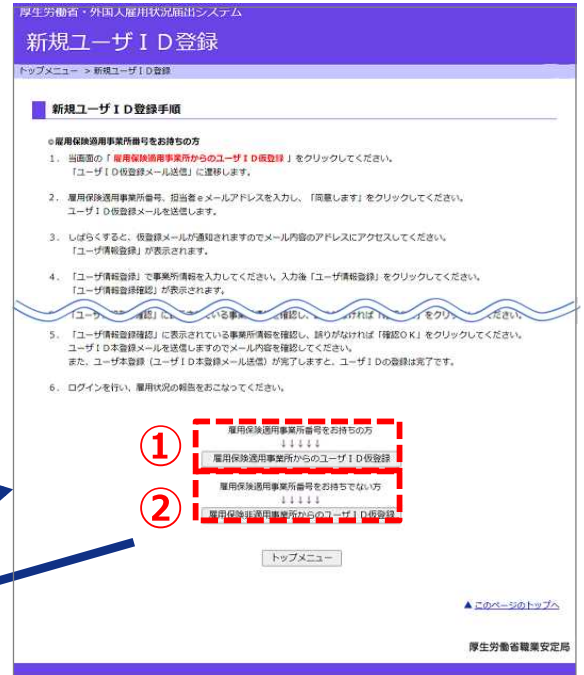 厚生労働省・外国人雇用状況届出システム
新規ユーザＩＤ登録
トップメニュー > 新規ユーザＩＤ登録
新規ユーザＩＤ登録手順
◎雇用保険適用事業所番号をお持ちの方
1． 当画面の「 雇用保険適用事業所からのユーザＩＤ仮登録 」をクリックしてください。
「ユーザＩＤ仮登録メール送信」に遷移します。
2． 雇用保険適用事業所番号、担当者ｅメールアドレスを入力し、「同意します」をクリックしてください。
ユーザＩＤ仮登録メールを送信します。
3． しばらくすると、仮登録メールが通知されますのでメール内容のアドレスにアクセスしてください。
「ユーザ情報登録」が表示されます。
4． 「ユーザ情報登録」で事業所情報を入力してください。入力後「ユーザ情報登録」をクリックしてください。
「ユーザ情報登録確認」が表示されます。
5． 「ユーザ情報登録確認」に表示されている事業所情報を確認し、誤りがなければ「確認ＯＫ」をクリックしてください。
ユーザＩＤ本登録メールを送信しますのでメール内容を確認してください。
また、ユーザ本登録（ユーザＩＤ本登録メール送信）が完了しますと、ユーザＩＤの登録は完了です。
6． ログインを行い、雇用状況の報告をおこなってください。
①
雇用保険適用事業所番号をお持ちの方
↓↓↓↓↓
雇用保険適用事業所からのユーザＩＤ仮登録
②
雇用保険適用事業所番号をお持ちでない方
↓↓↓↓↓
雇用保険非適用事業所からのユーザＩＤ仮登録
トップメニュー
▲このページのトップへ
厚生労働省職業安定局